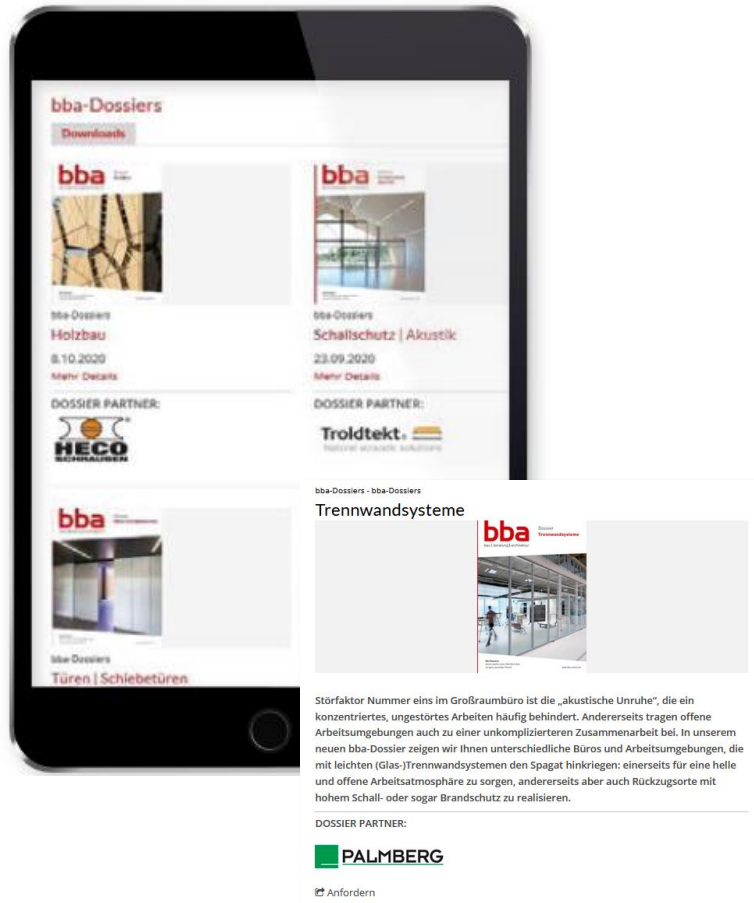 bba-Dossiers
Downloads
bba
bba
bba-Dossiers
Holzbau
8.10.2020
Mehr Details
DOSSIER PARTNER:
HECO
SCHRAUBEN
bba-Dossiers
Schallschutz | Akustik
23.09.2020
Mehr Details
DOSSIER PARTNER:
Troldtekt
Natural acoustic solutions
bba
bba-Dossiers
Türen | Schiebetüren
bba-Dossiers - bba-Dossiers
Trennwandsysteme
bba
Dossier
Trennwandsysteme
Störfaktor Nummer eins im Großraumbüro ist die „akustische Unruhe“, die ein
konzentriertes, ungestörtes Arbeiten häufig behindert. Andererseits tragen offene
Arbeitsumgebungen auch zu einer unkomplizierteren Zusammenarbeit bei. In unserem
neuen bba-Dossier zeigen wir Ihnen unterschiedliche Büros und Arbeitsumgebungen, die
mit leichten (Glas-)Trennwandsystemen den Spagat hinkriegen: einerseits für eine helle
und offene Arbeitsatmosphäre zu sorgen, andererseits aber auch Rückzugsorte mit
hohem Schall- oder sogar Brandschutz zu realisieren.
DOSSIER PARTNER:
PALMBERG
Anfordern